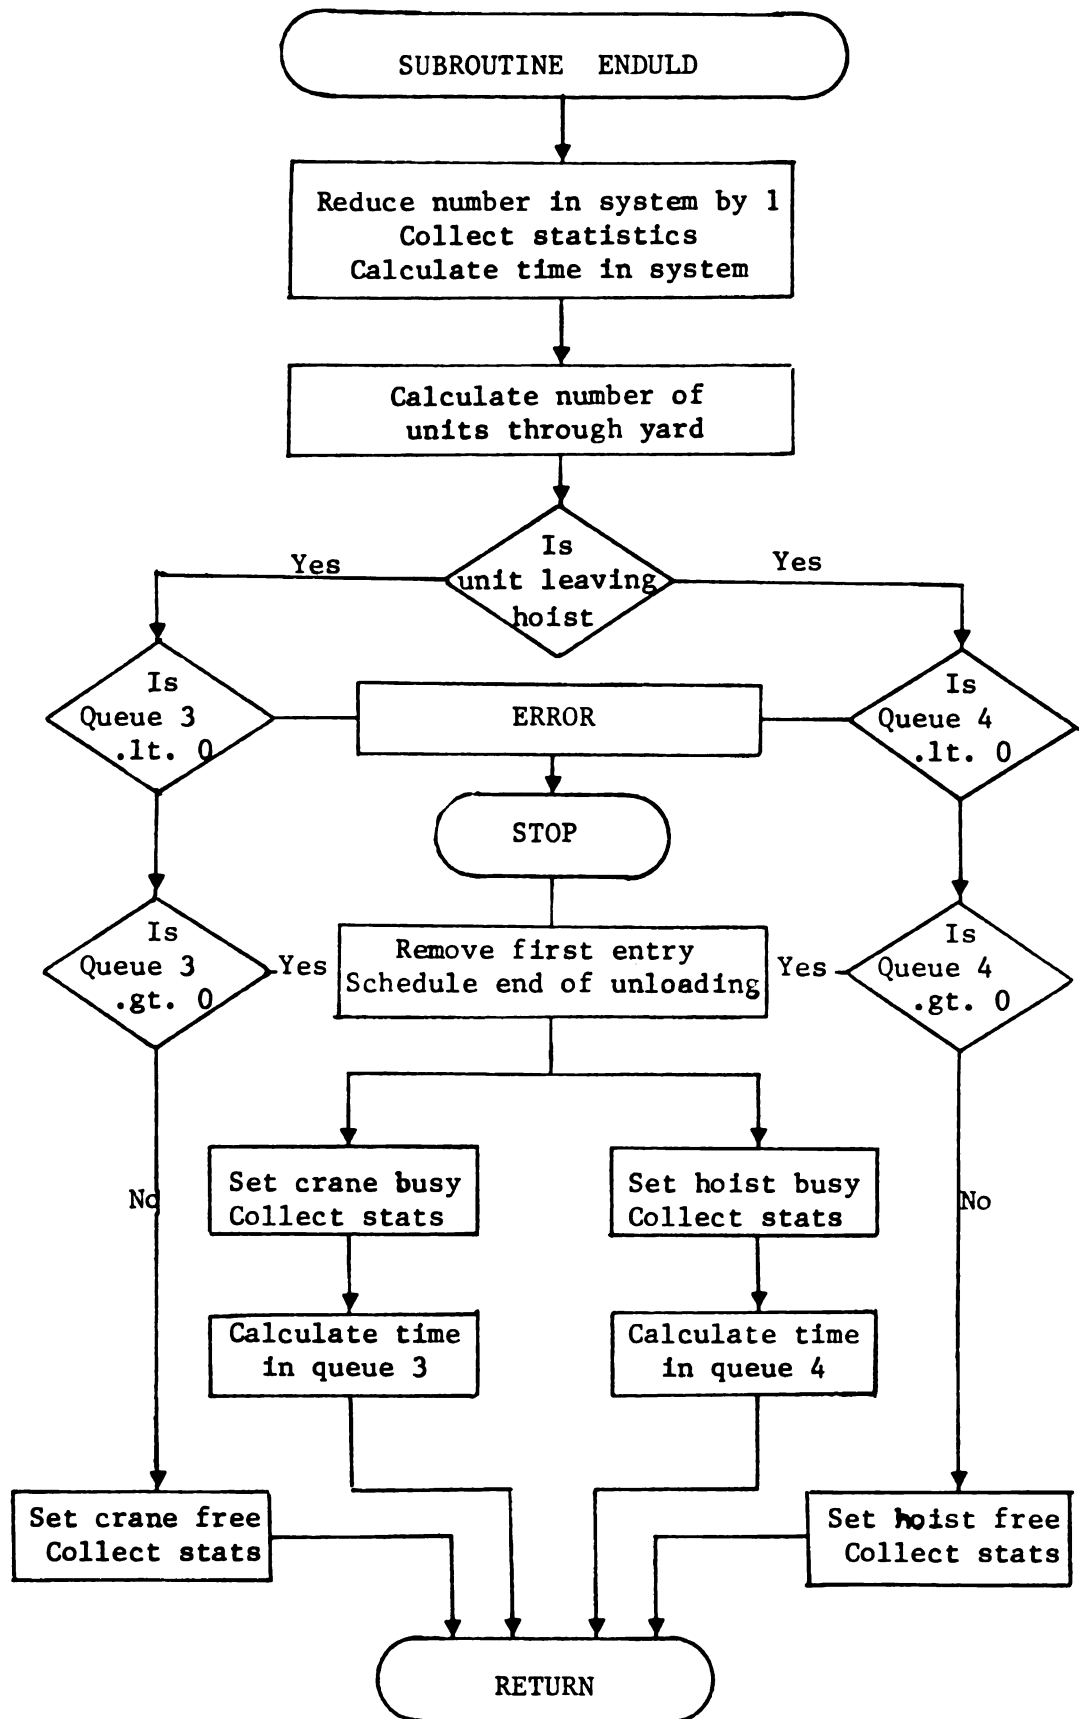 SUBROUTINE ENDULD
Reduce number in system by 1
Collect statistics
Calculate time in system
Calculate number of
units through yard
Is
unit leaving
hoist
Yes
Yes
Is
Queue 3
.lt. 0
ERROR
Is
Queue 4
.lt. 0
STOP
Is
Queue 3
.gt. 0
Yes
Remove first entry
Schedule end of unloading
Yes
Is
Queue 4
.gt. 0
No
Set crane busy
Collect stats
Set hoist busy
Collect stats
No
Calculate time
in queue 3
Calculate time
in queue 4
Set crane free
Collect stats
Set hoist free
Collect stats
RETURN